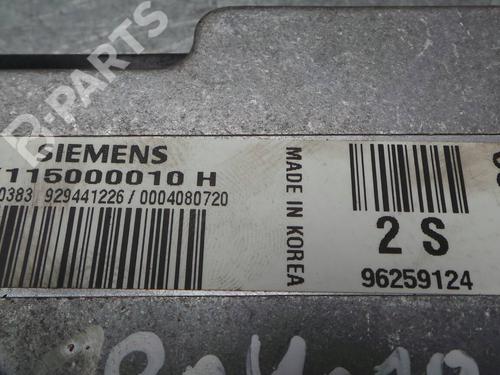 B-PARTS
SIEMENS
115000010 H
0383 929441226 / 0004080720
MADE IN KOREA
2 S
96259124